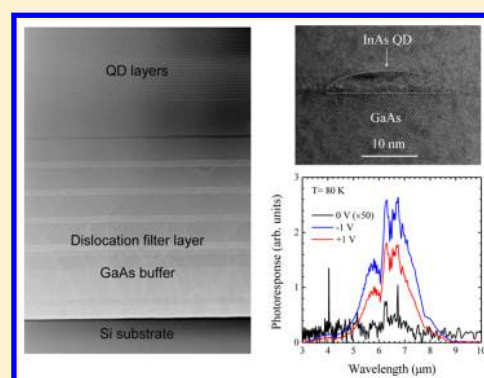 QD layers
Dislocation filter layer
GaAs buffer
Si substrate
InAs QD
GaAs
10 nm
T= 80 K
0 V (×50)
-1 V
+1 V
Photoresponse (arb. units)
3
2
1
0
3 4 5 6 7 8 9 10
Wavelength (μm)